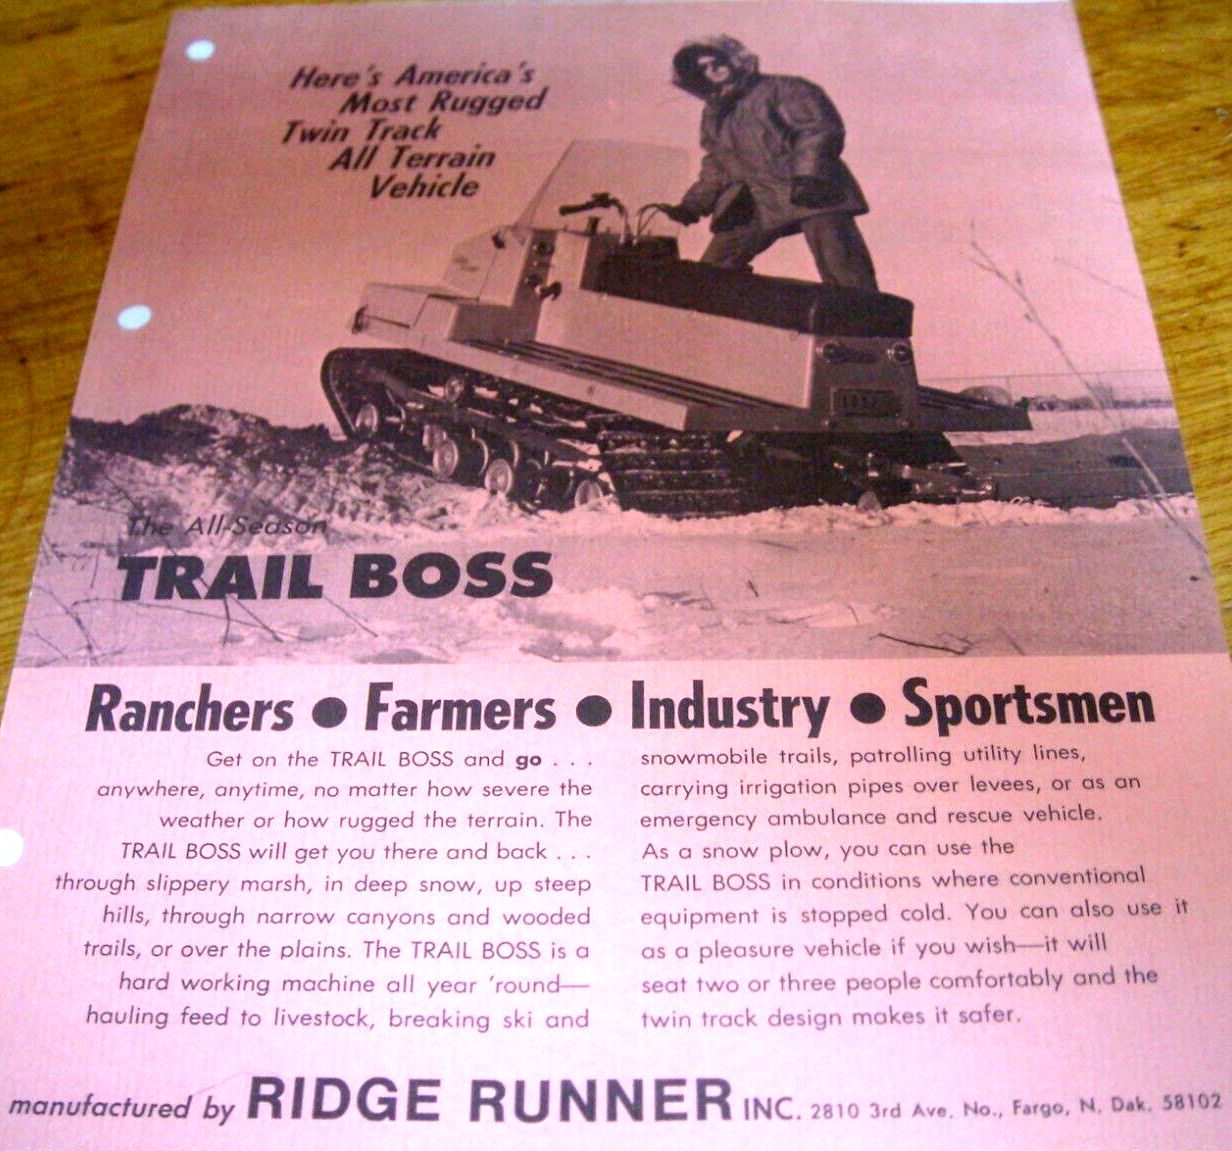 Here's America's
Most Rugged
Twin Track
All Terrain
Vehicle
The All-Season
TRAIL BOSS
Ranchers ● Farmers ● Industry ● Sportsmen
Get on the TRAIL BOSS and go . . .
anywhere, anytime, no matter how severe the
weather or how rugged the terrain. The
TRAIL BOSS will get you there and back . . .
through slippery marsh, in deep snow, up steep
hills, through narrow canyons and wooded
trails, or over the plains. The TRAIL BOSS is a
hard working machine all year 'round—
hauling feed to livestock, breaking ski and
snowmobile trails, patrolling utility lines,
carrying irrigation pipes over levees, or as an
emergency ambulance and rescue vehicle.
As a snow plow, you can use the
TRAIL BOSS in conditions where conventional
equipment is stopped cold. You can also use it
as a pleasure vehicle if you wish—it will
seat two or three people comfortably and the
twin track design makes it safer.
manufactured by RIDGE RUNNER INC. 2810 3rd Ave. No., Fargo, N. Dak. 58102